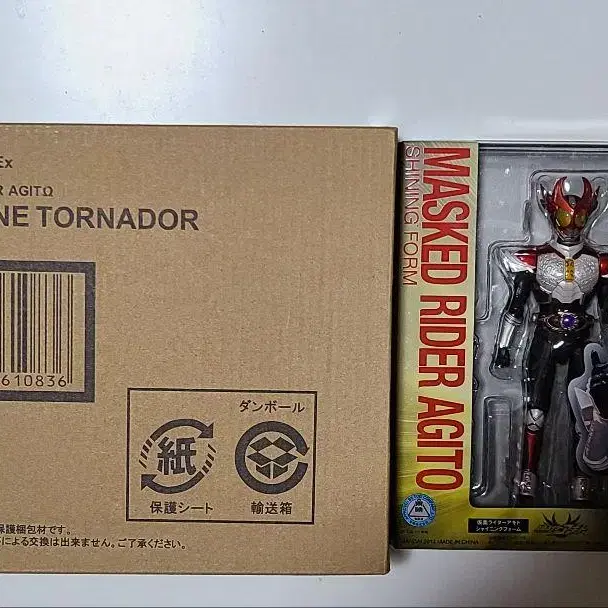 Ex
R AGITΩ
NE TORNADOR
610836
ダンボール
紙
保護シート
輸送箱
保護梱包材です。
による交換は出来ません。ご了承ください。
MASKED RIDER AGITO
SHINING FORM
仮面ライダーアギト
シャイニングフォーム
MADE IN CHINA